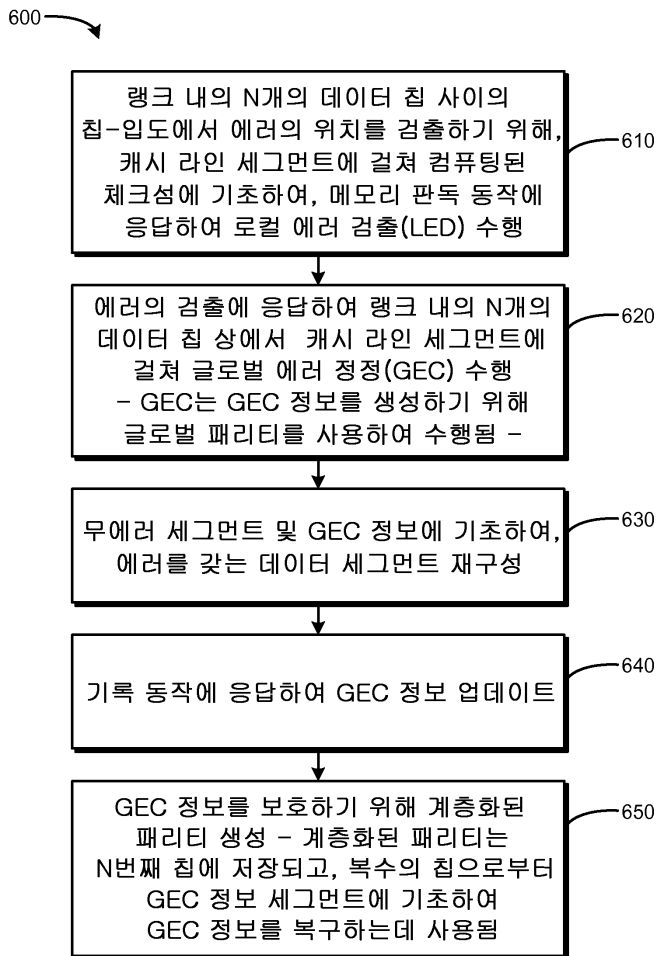 600
랭크 내의 N개의 데이터 칩 사이의
칩-입도에서 에러의 위치를 검출하기 위해,
캐시 라인 세그먼트에 걸쳐 컴퓨팅된
체크섬에 기초하여, 메모리 판독 동작에
응답하여 로컬 에러 검출(LED) 수행
610
에러의 검출에 응답하여 랭크 내의 N개의
데이터 칩 상에서 캐시 라인 세그먼트에
걸쳐 글로벌 에러 정정(GEC) 수행
- GEC는 GEC 정보를 생성하기 위해
글로벌 패리티를 사용하여 수행됨 -
620
무에러 세그먼트 및 GEC 정보에 기초하여,
에러를 갖는 데이터 세그먼트 재구성
630
기록 동작에 응답하여 GEC 정보 업데이트
640
GEC 정보를 보호하기 위해 계층화된
패리티 생성 - 계층화된 패리티는
N번째 칩에 저장되고, 복수의 칩으로부터
GEC 정보 세그먼트에 기초하여
GEC 정보를 복구하는데 사용됨
650